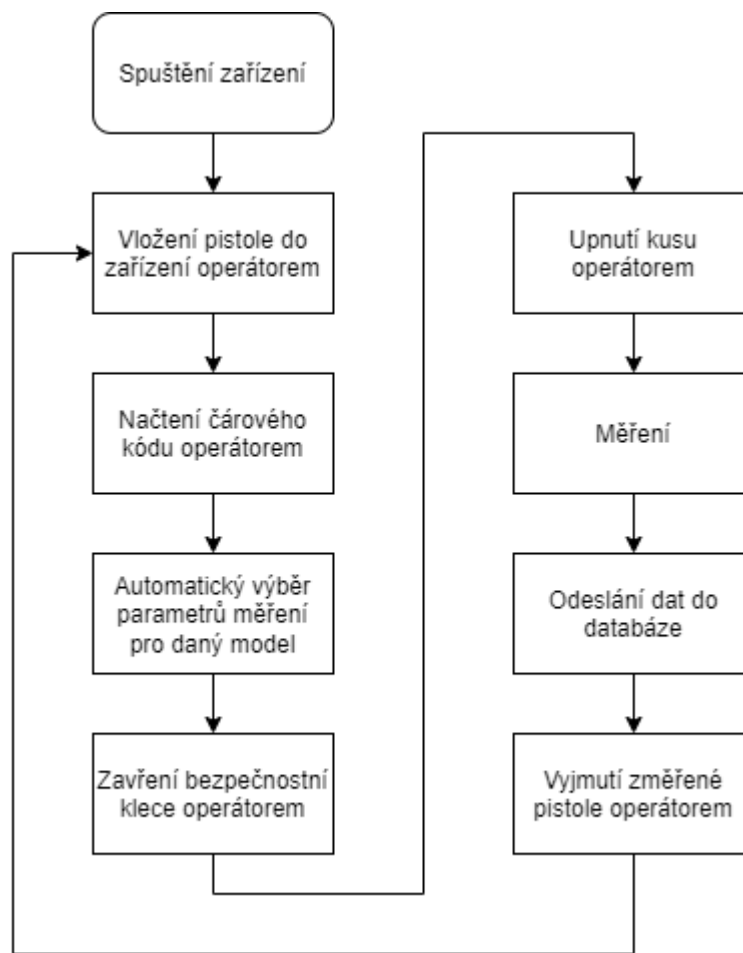 Spuštění zařízení
Vložení pistole do
zařízení operátorem
Načtení čárového
kódu operátorem
Automatický výběr
parametrů měření
pro daný model
Zavření bezpečnostní
klece operátorem
Upnutí kusu
operátorem
Měření
Odeslání dat do
databáze
Vyjmutí změřené
pistole operátorem